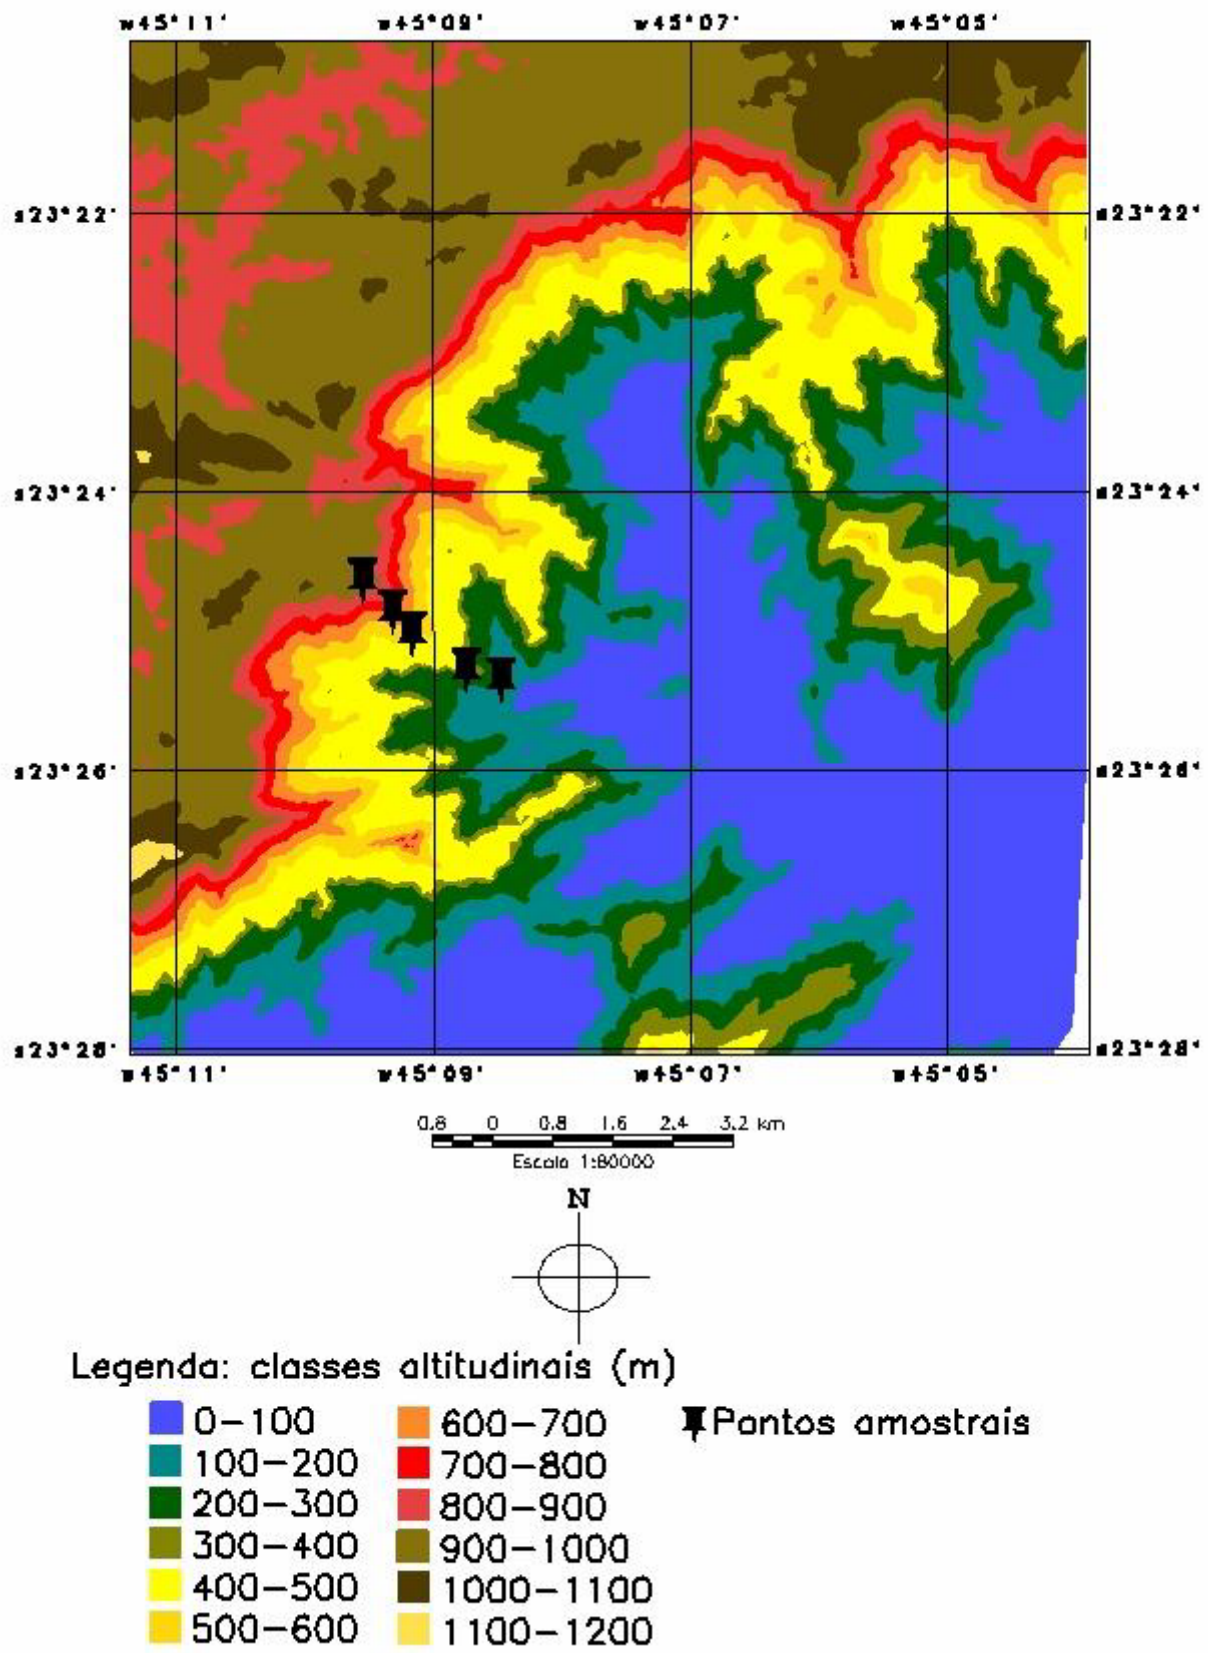 w45°11' w45°09' w45°07' w45°05'
s23°22' s23°22'
s23°24' s23°24'
s23°26' s23°26'
s23°28' s23°28'
w45°11' w45°09' w45°07' w45°05'
0.8 0 0.8 1.6 2.4 3.2 km
Escala 1:80000
N
Legenda: classes altitudinais (m)
0-100 600-700 Pontos amostrais
100-200 700-800
200-300 800-900
300-400 900-1000
400-500 1000-1100
500-600 1100-1200